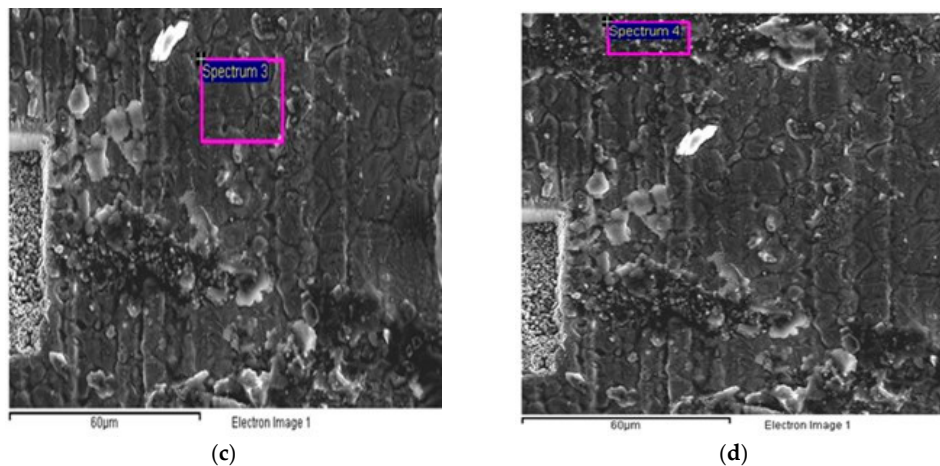 Spectrum 3
60µm Electron Image 1
(c)
Spectrum 4
60µm Electron Image 1
(d)